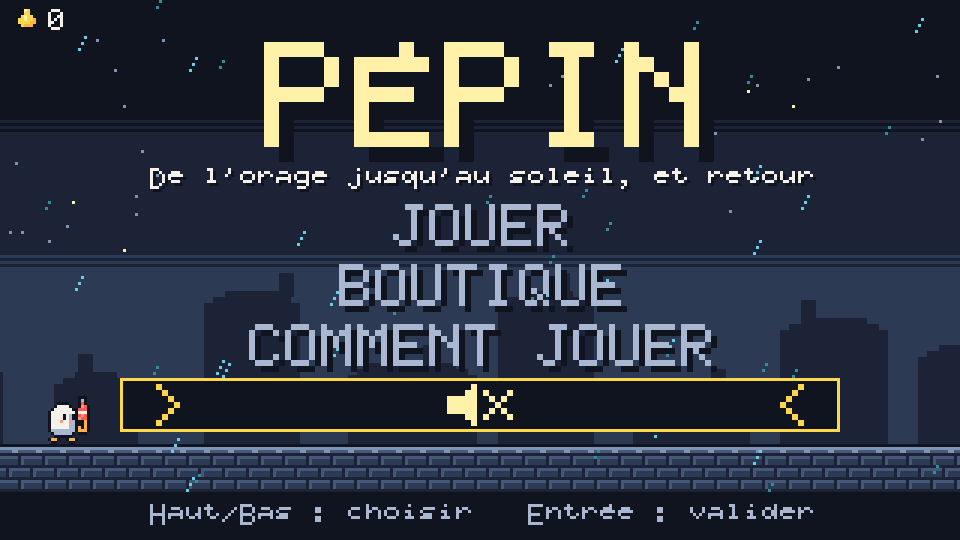 0
PÉPIN
De l'orage jusqu'au soleil, et retour
JOUER
BOUTIQUE
COMMENT JOUER
Haut/Bas : choisir Entrée : valider